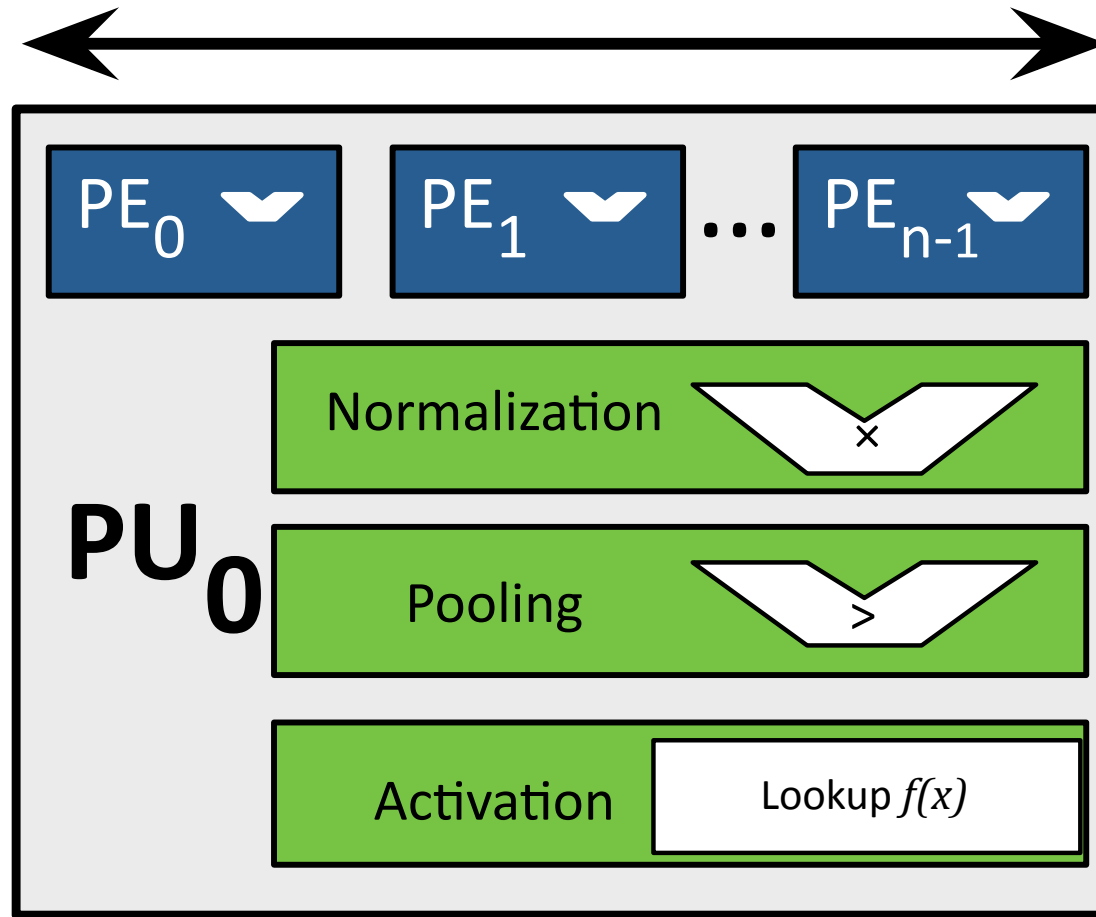 PE0 PE1 ... PEn-1
Normalization ×
PU0
Pooling >
Activation Lookup f(x)